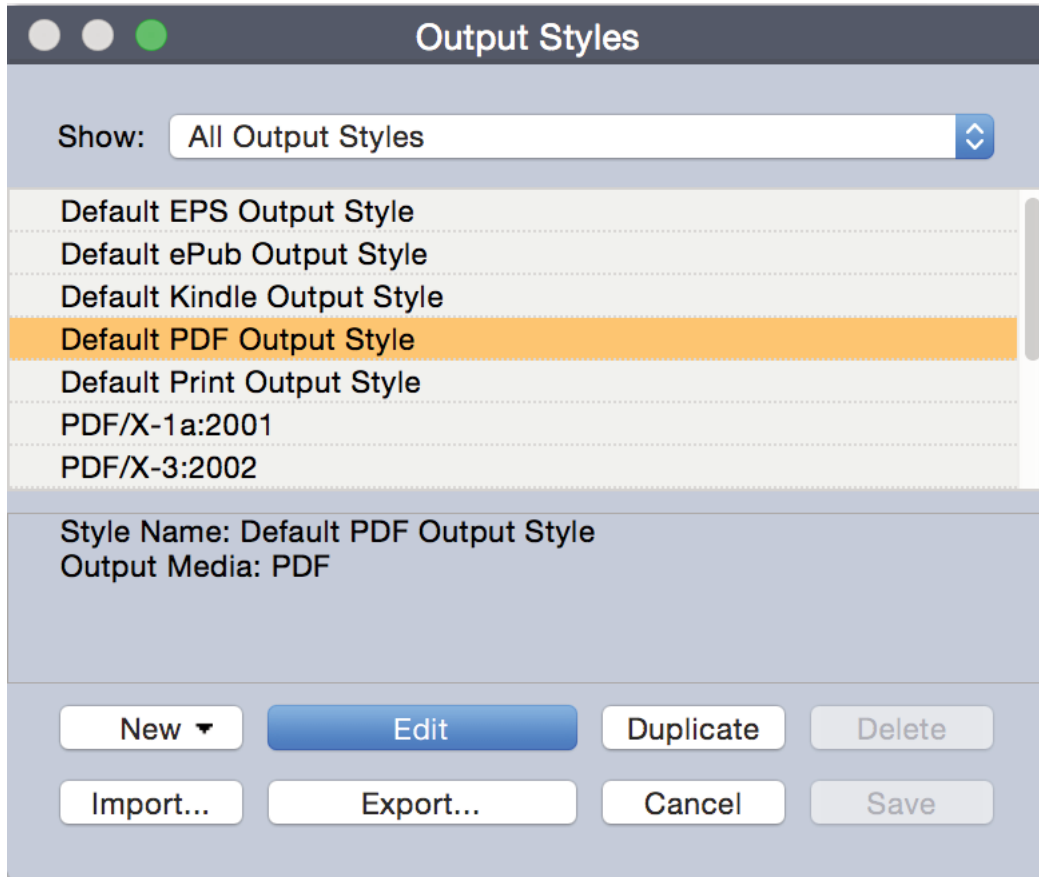 Output Styles
Show: All Output Styles
Default EPS Output Style
Default ePub Output Style
Default Kindle Output Style
Default PDF Output Style
Default Print Output Style
PDF/X-1a:2001
PDF/X-3:2002
Style Name: Default PDF Output Style
Output Media: PDF
New Edit Duplicate Delete
Import... Export... Cancel Save